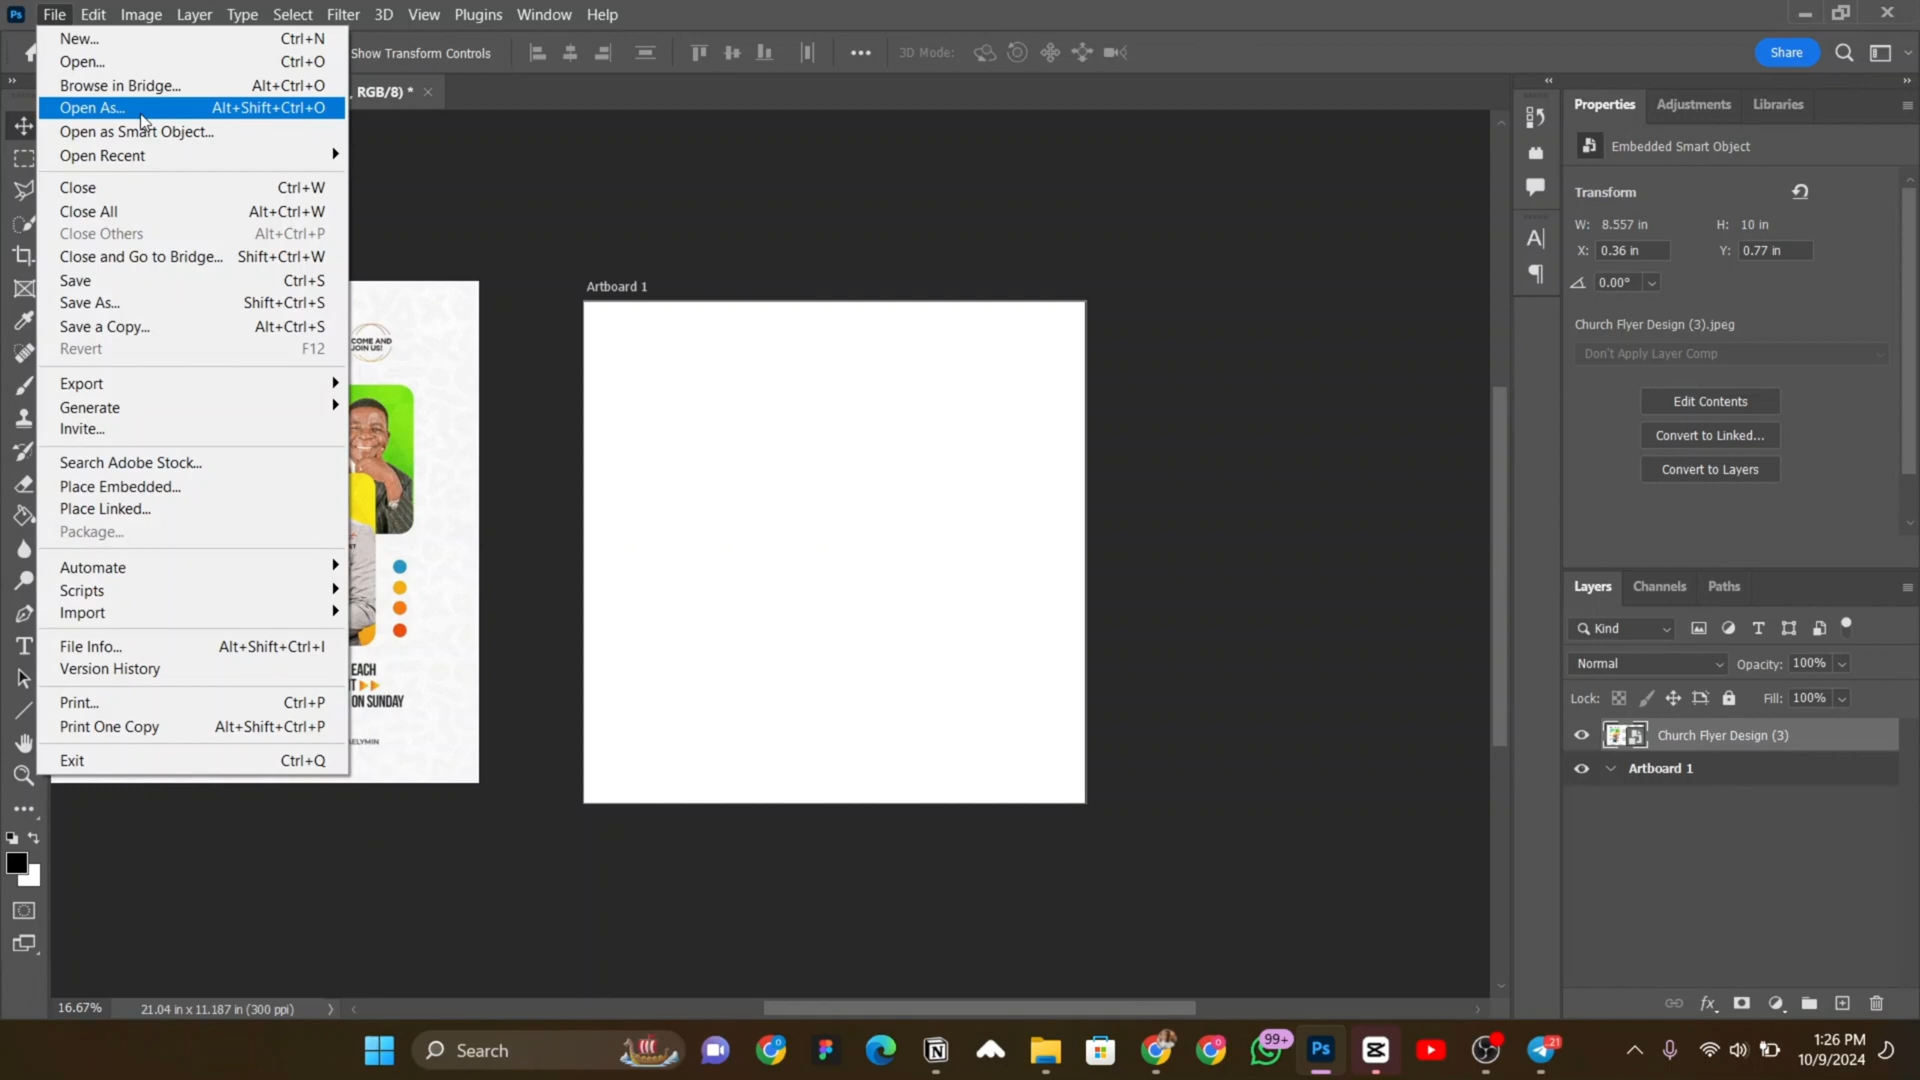 Ps File Edit Image Layer Type Select Filter 3D View Plugins Window Help
Show Transform Controls 3D Mode: Share
New... Ctrl+N
Open... Ctrl+O
Browse in Bridge... Alt+Ctrl+O
Open As... Alt+Shift+Ctrl+O
Open as Smart Object...
Open Recent
Close Ctrl+W
Close All Alt+Ctrl+W
Close Others Alt+Ctrl+P
Close and Go to Bridge... Shift+Ctrl+W
Save Ctrl+S
Save As... Shift+Ctrl+S
Save a Copy... Alt+Ctrl+S
Revert F12
Export
Generate
Invite...
Search Adobe Stock...
Place Embedded...
Place Linked...
Package...
Automate
Scripts
Import
File Info... Alt+Shift+Ctrl+I
Version History
Print... Ctrl+P
Print One Copy Alt+Shift+Ctrl+P
Exit Ctrl+Q
, RGB/8) *
COME AND
JOIN US!
EACH
ON SUNDAY
Artboard 1
Properties Adjustments Libraries
Embedded Smart Object
Transform
W: 8.557 in H: 10 in
X: 0.36 in Y: 0.77 in
0.00°
Church Flyer Design (3).jpeg
Don't Apply Layer Comp
Edit Contents
Convert to Linked...
Convert to Layers
Layers Channels Paths
Kind
Normal Opacity: 100%
Lock: Fill: 100%
Church Flyer Design (3)
Artboard 1
16.67% 21.04 in x 11.187 in (300 ppi)
Search 99+ Ps 21
1:26 PM
10/9/2024